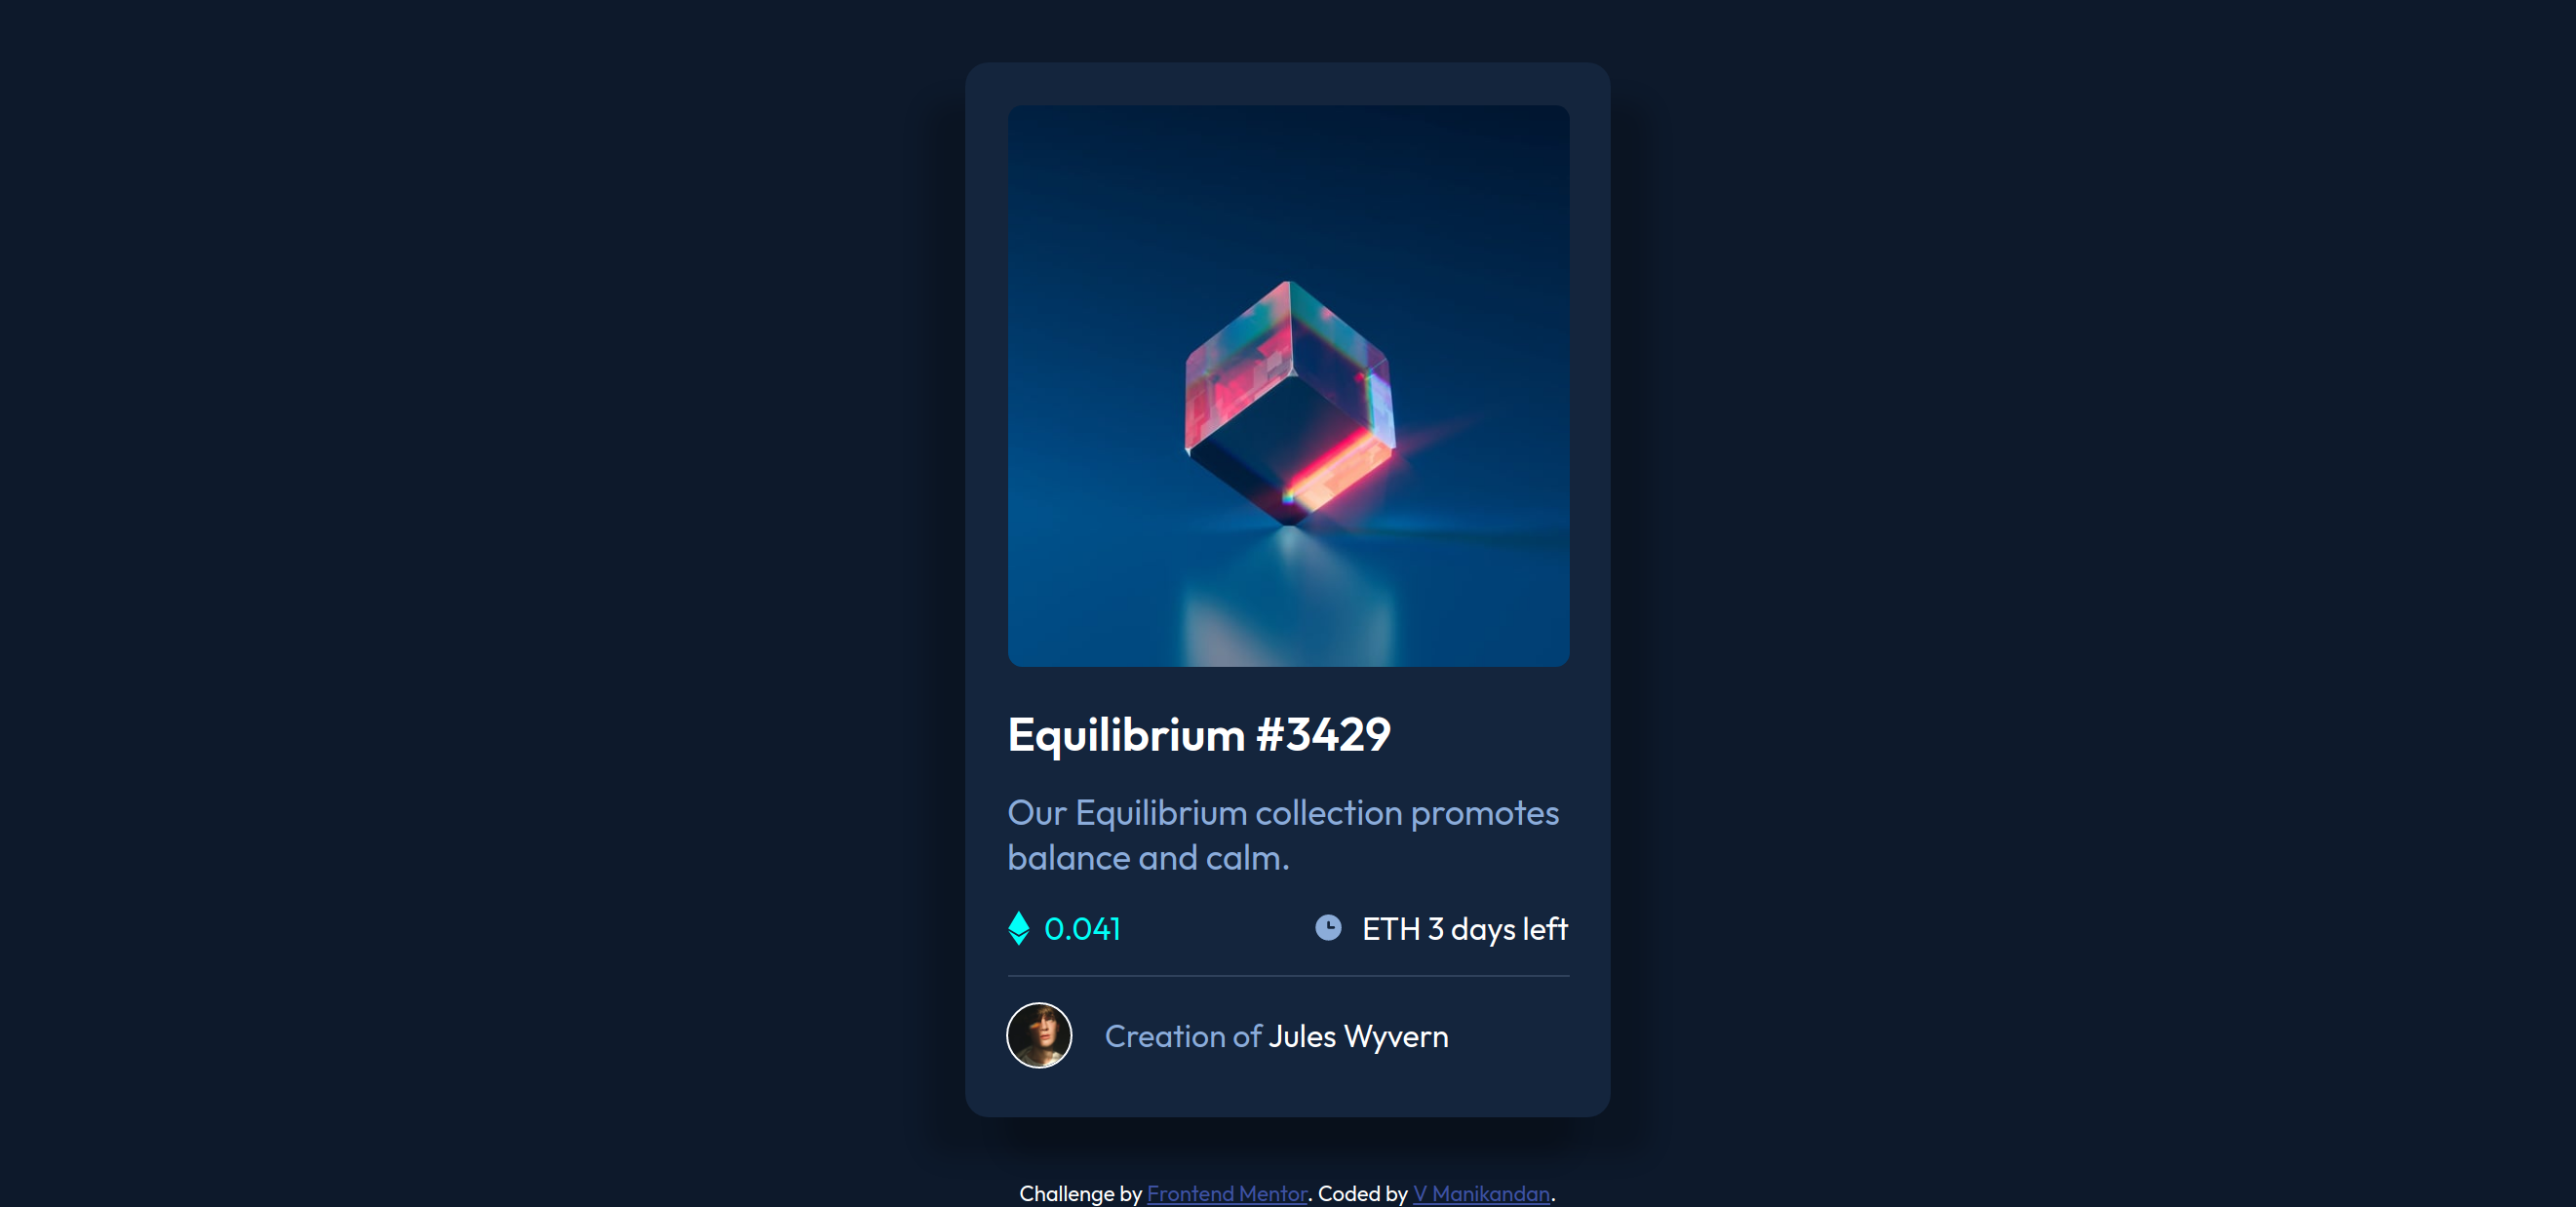 Equilibrium #3429
Our Equilibrium collection promotes
balance and calm.
0.041 ETH 3 days left
Creation of Jules Wyvern
Challenge by Frontend Mentor. Coded by V Manikandan.